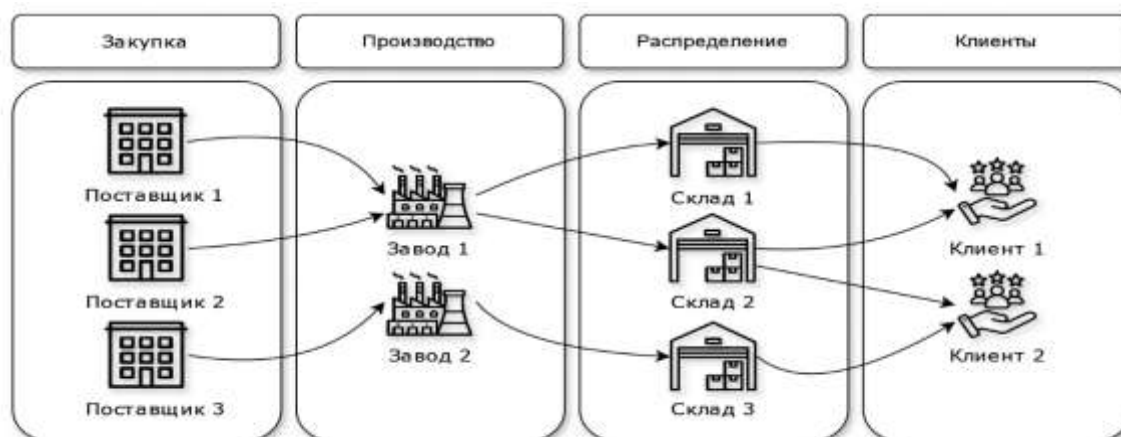 Закупка
Производство
Распределение
Клиенты
Поставщик 1
Поставщик 2
Поставщик 3
Завод 1
Завод 2
Склад 1
Склад 2
Склад 3
Клиент 1
Клиент 2